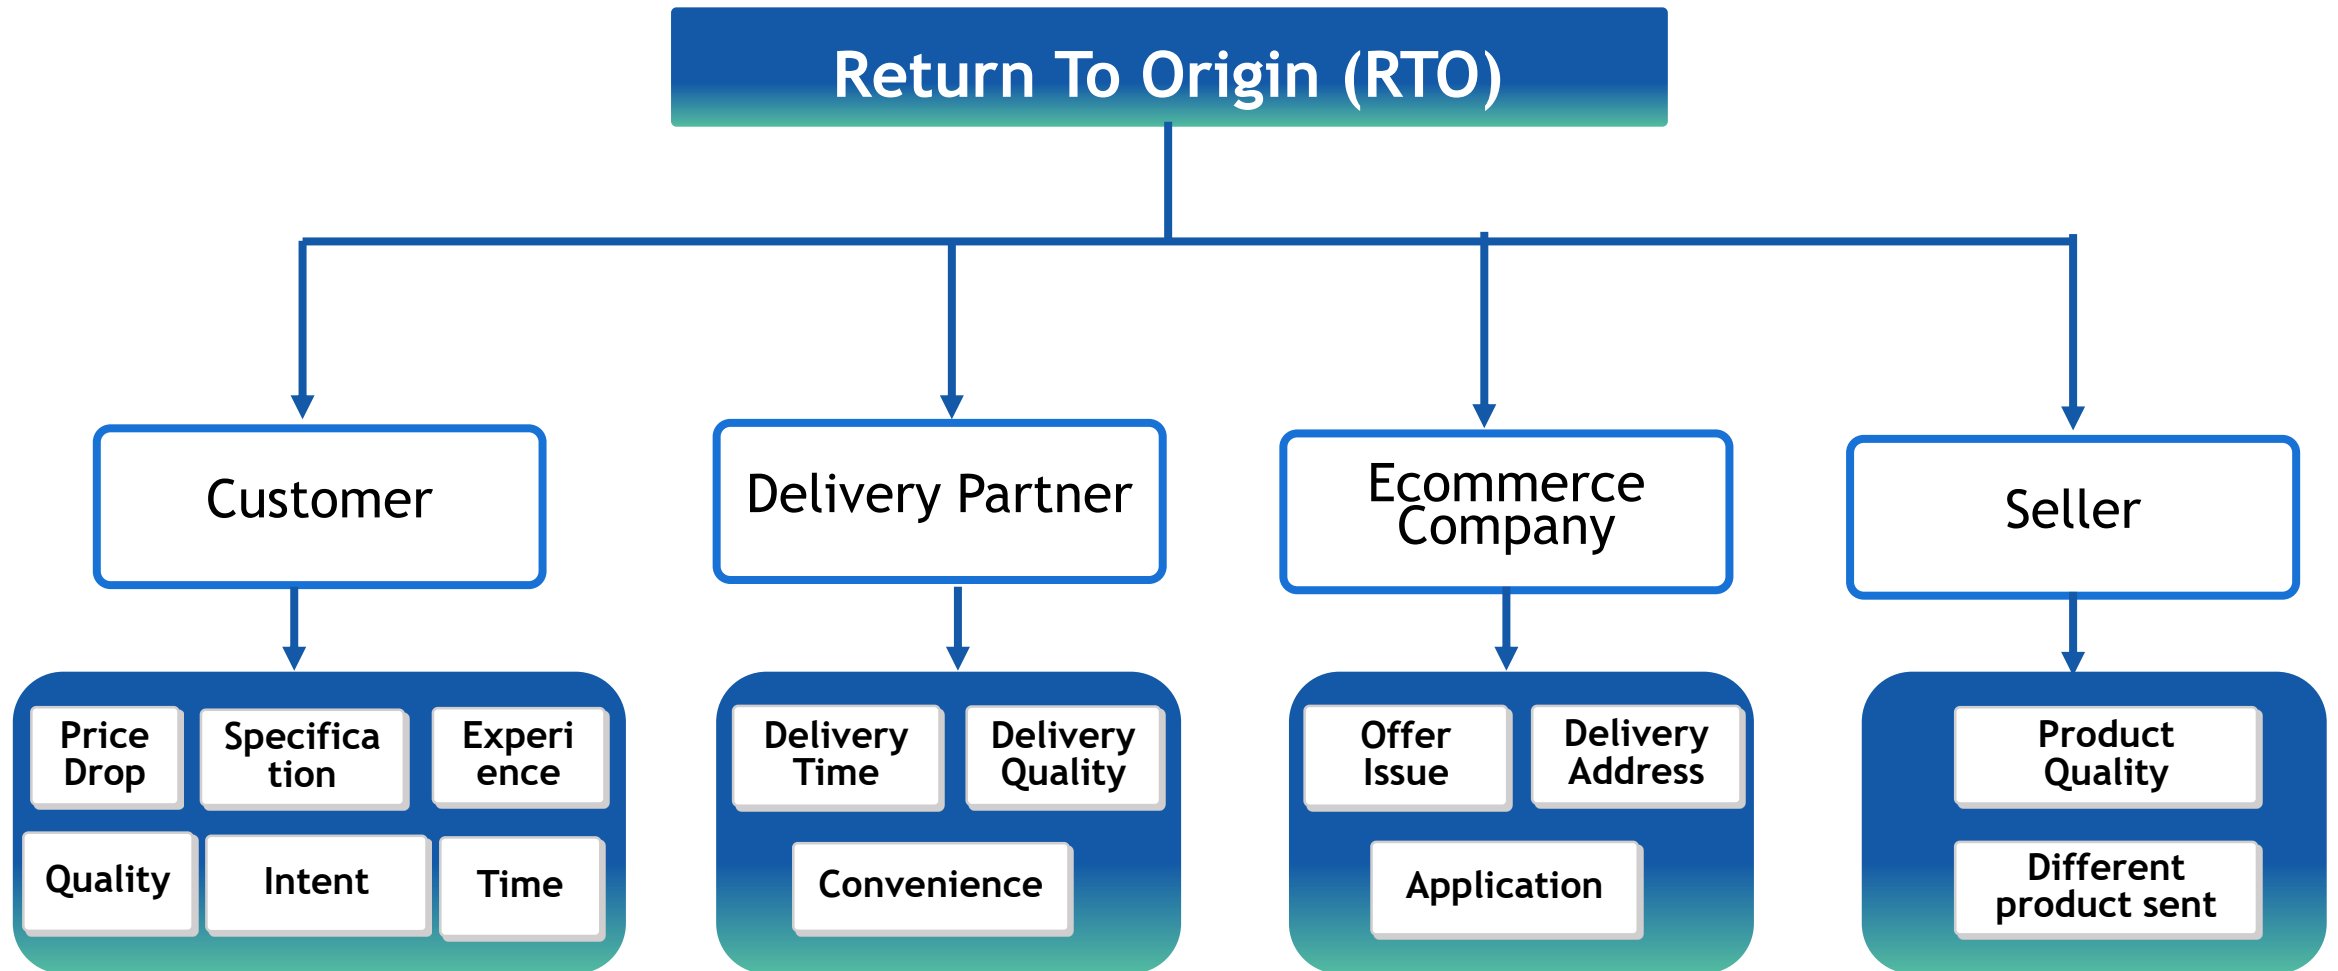 Return To Origin (RTO)
Customer
Delivery Partner
Ecommerce
Company
Seller
Price
Drop
Specifica
tion
Experi
ence
Quality
Intent
Time
Delivery
Time
Delivery
Quality
Convenience
Offer
Issue
Delivery
Address
Application
Product
Quality
Different
product sent